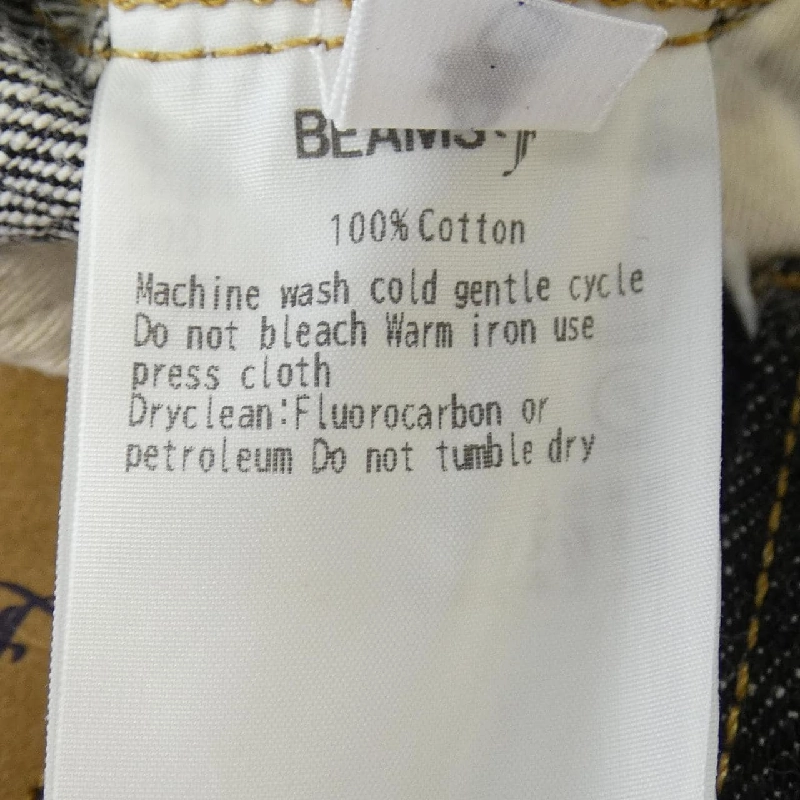 BEAMS
100% Cotton
Machine wash cold gentle cycle
Do not bleach Warm iron use
press cloth
Dryclean:Fluorocarbon or
petroleum Do not tumble dry